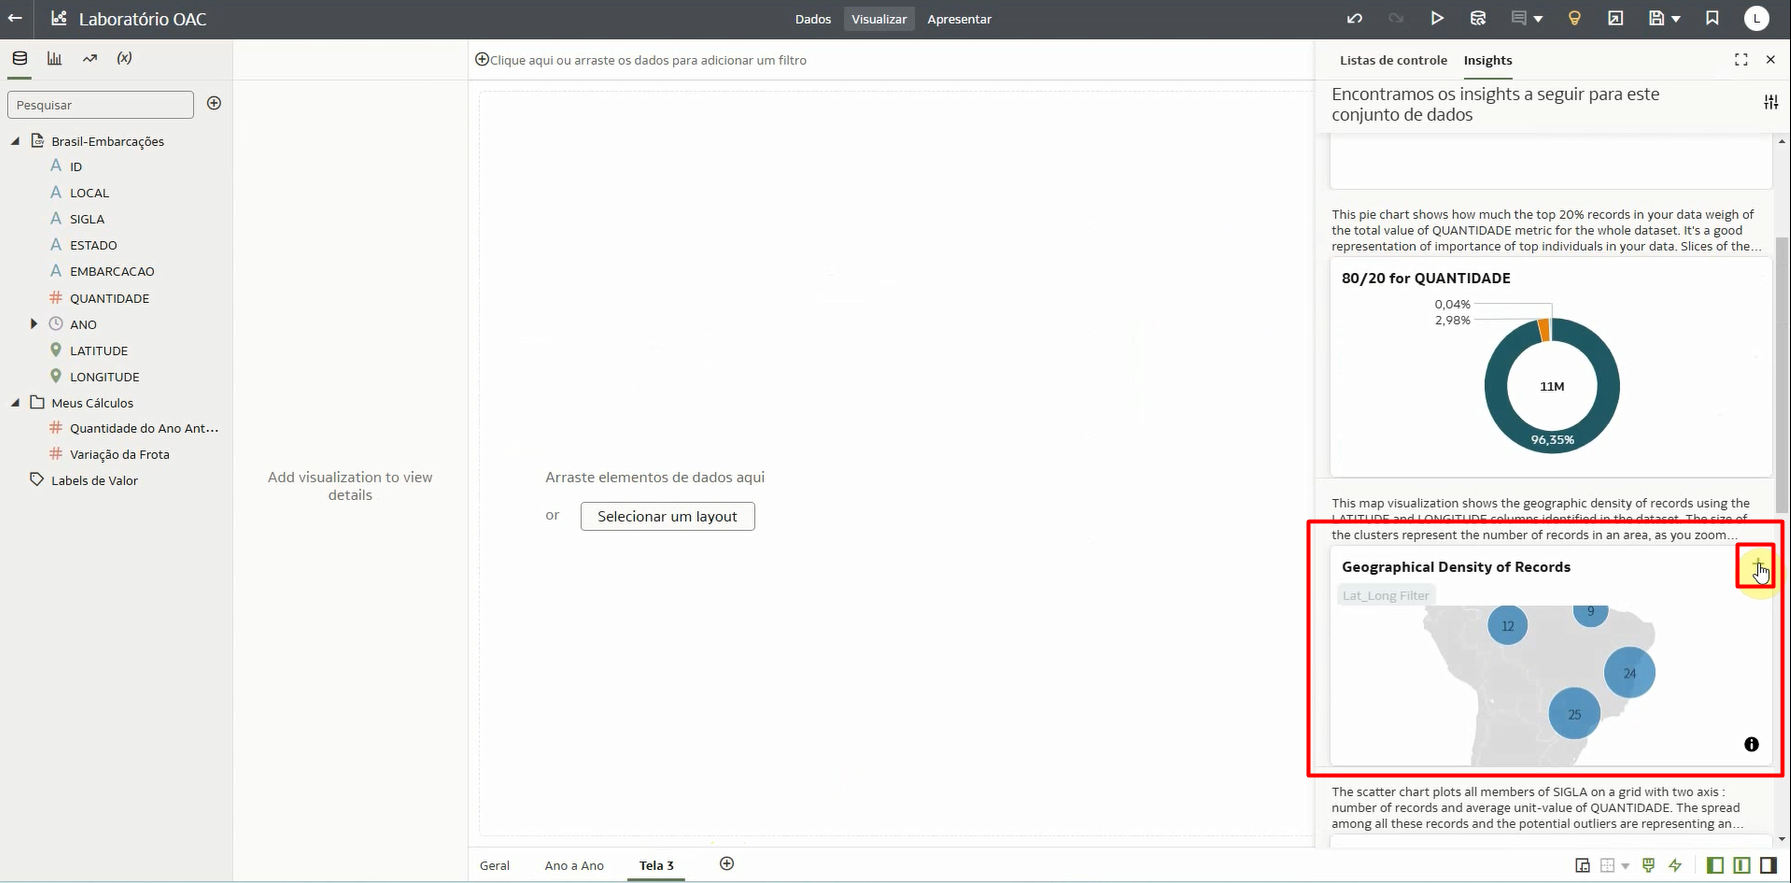 Laboratório OAC
Dados
Visualizar
Apresentar
L
(x)
Pesquisar
Brasil-Embarcações
A ID
A LOCAL
A SIGLA
A ESTADO
A EMBARCACAO
# QUANTIDADE
ANO
LATITUDE
LONGITUDE
Meus Cálculos
# Quantidade do Ano Ant...
# Variação da Frota
Labels de Valor
Add visualization to view
details
Clique aqui ou arraste os dados para adicionar um filtro
Arraste elementos de dados aqui
or
Selecionar um layout
Geral
Ano a Ano
Tela 3
Listas de controle
Insights
Encontramos os insights a seguir para este
conjunto de dados
This pie chart shows how much the top 20% records in your data weigh of
the total value of QUANTIDADE metric for the whole dataset. It's a good
representation of importance of top individuals in your data. Slices of the...
80/20 for QUANTIDADE
0,04%
2,98%
11M
96,35%
This map visualization shows the geographic density of records using the
LATITUDE and LONGITUDE columns identified in the dataset. The size of
the clusters represent the number of records in an area, as you zoom...
Geographical Density of Records
Lat_Long Filter
12
9
24
25
The scatter chart plots all members of SIGLA on a grid with two axis :
number of records and average unit-value of QUANTIDADE. The spread
among all these records and the potential outliers are representing an...